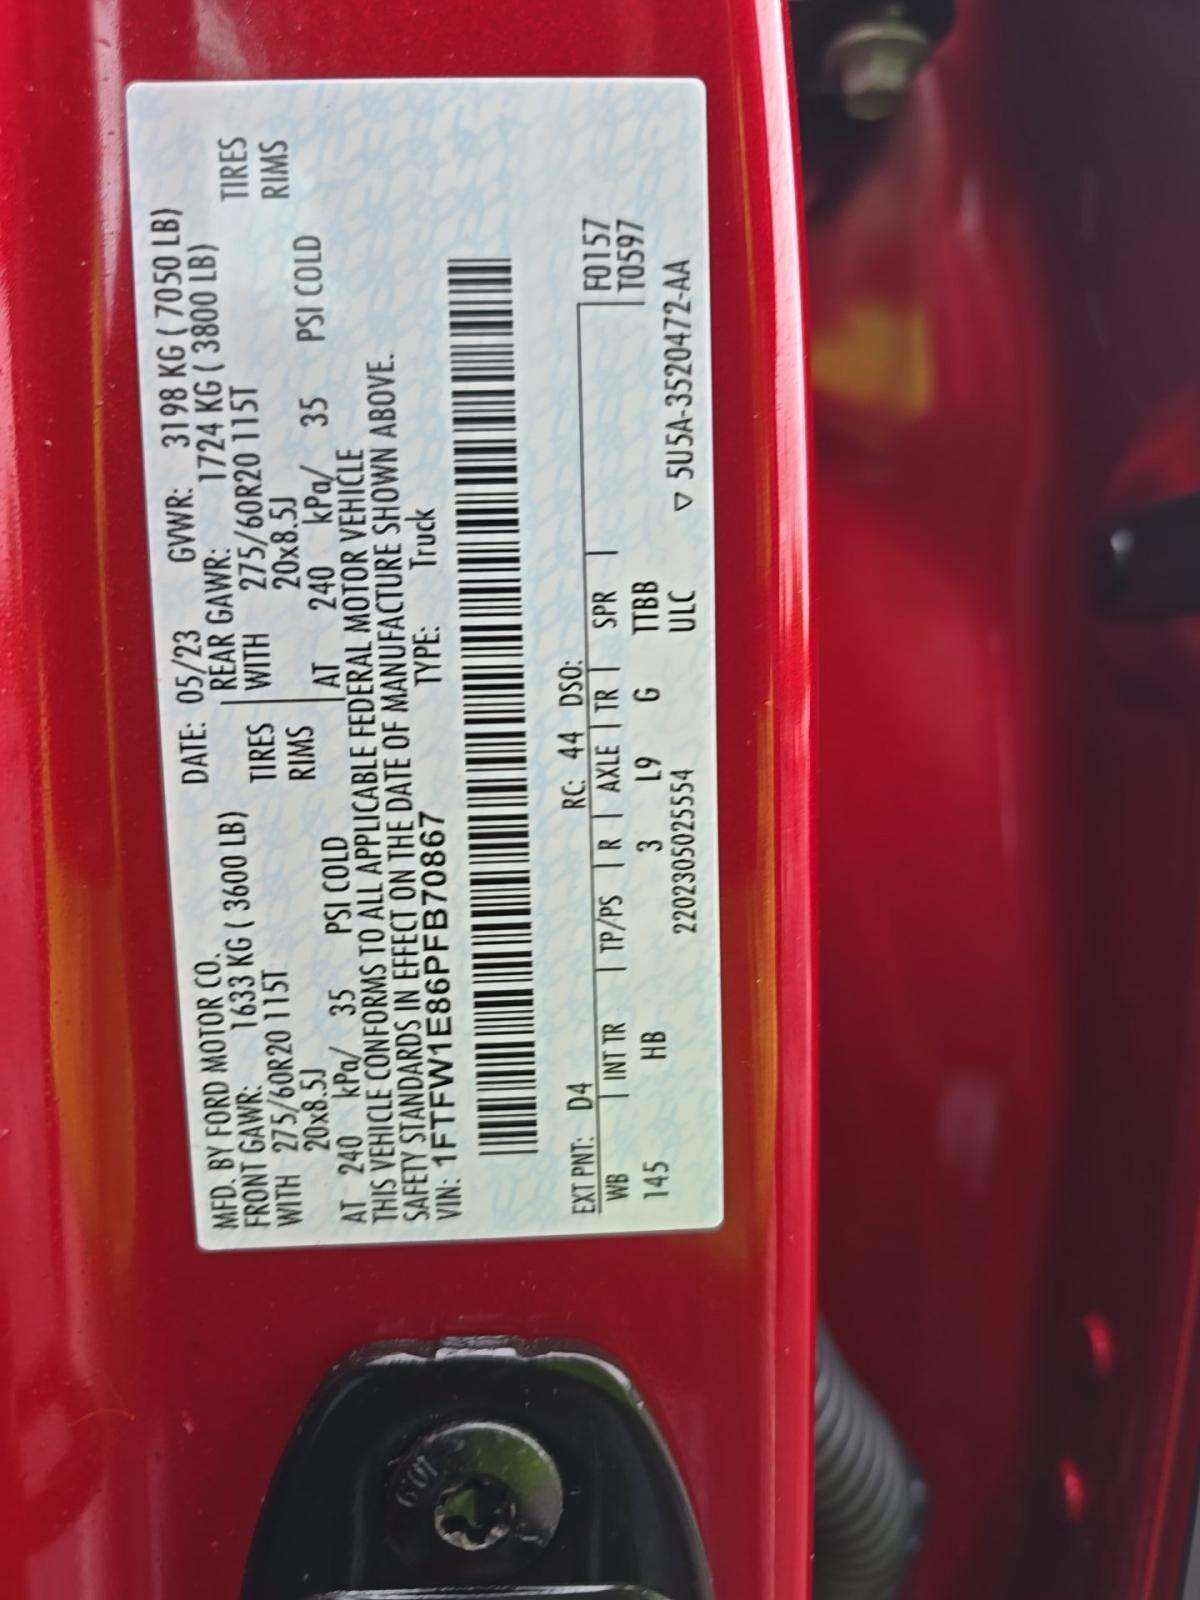 MFD. BY FORD MOTOR CO.
DATE: 05/23 GVWR: 3198 KG ( 7050 LB)
FRONT GAWR: 1633 KG ( 3600 LB)
REAR GAWR: 1724 KG ( 3800 LB)
WITH 275/60R20 115T TIRES
WITH 275/60R20 115T TIRES
20x8.5J RIMS
20x8.5J RIMS
AT 240 kPa/ 35 PSI COLD
AT 240 kPa/ 35 PSI COLD
THIS VEHICLE CONFORMS TO ALL APPLICABLE FEDERAL MOTOR VEHICLE
SAFETY STANDARDS IN EFFECT ON THE DATE OF MANUFACTURE SHOWN ABOVE.
VIN: 1FTFW1E86PFB70867 TYPE: Truck
EXT PNT: D4 RC: 44 DSO: F0157
WB | INT TR | TP/PS | R | AXLE | TR | SPR | T0597
145 HB 3 L9 G TTBB
2202305025554 ULC ▽ 5U5A-3520472-AA
10.9